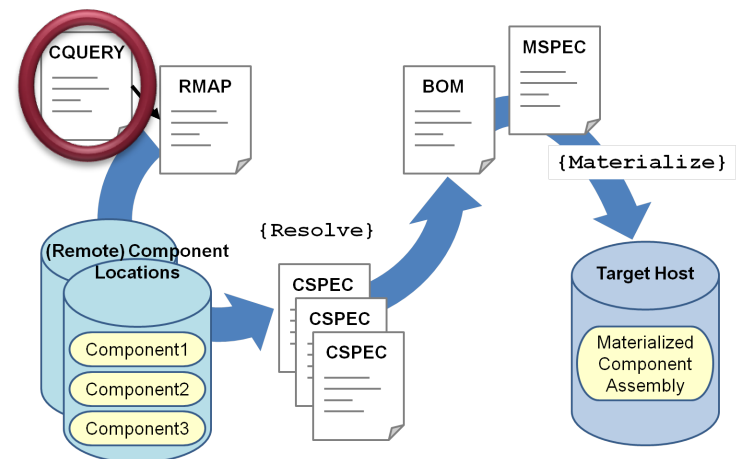 CQUERY
RMAP
BOM
MSPEC
{Materialize}
{Resolve}
(Remote) Component
Locations
Component1
Component2
Component3
CSPEC
CSPEC
CSPEC
Target Host
Materialized
Component
Assembly